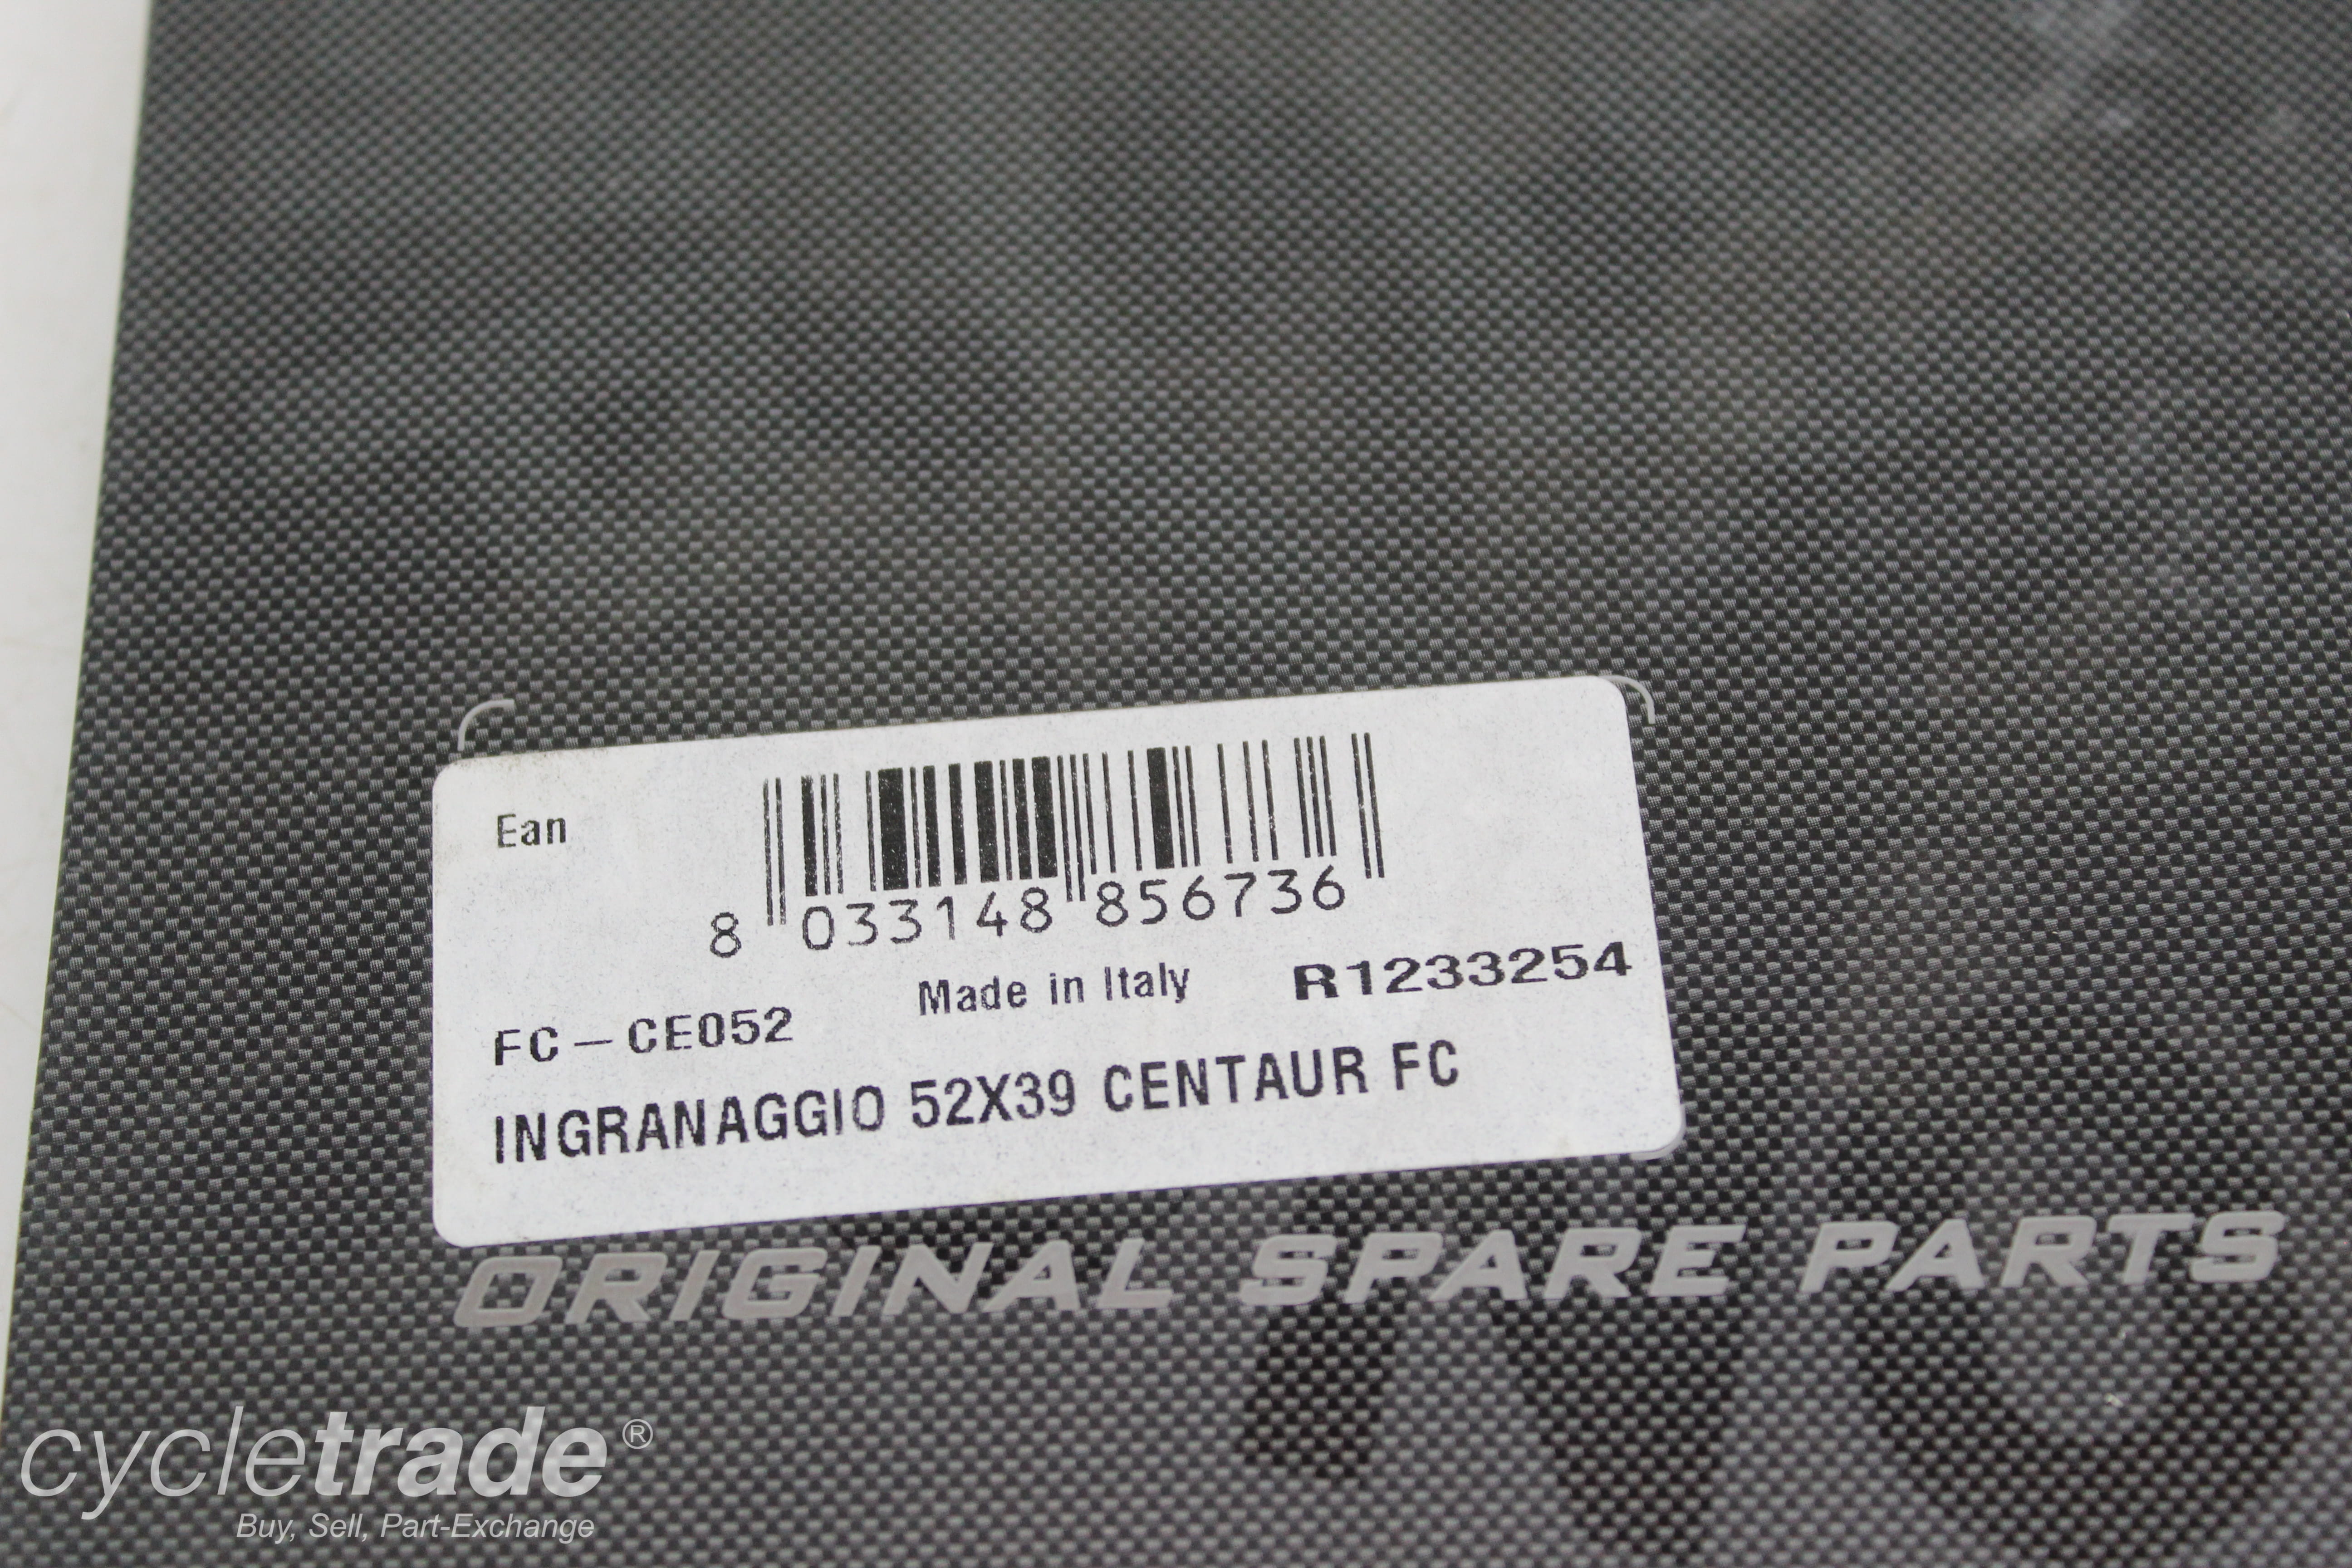 Ean
8 033148 856736
FC-CE052 Made in Italy R1233254
INGRANAGGIO 52X39 CENTAUR FC
ORIGINAL SPARE PARTS
cycletrade®
Buy, Sell, Part-Exchange